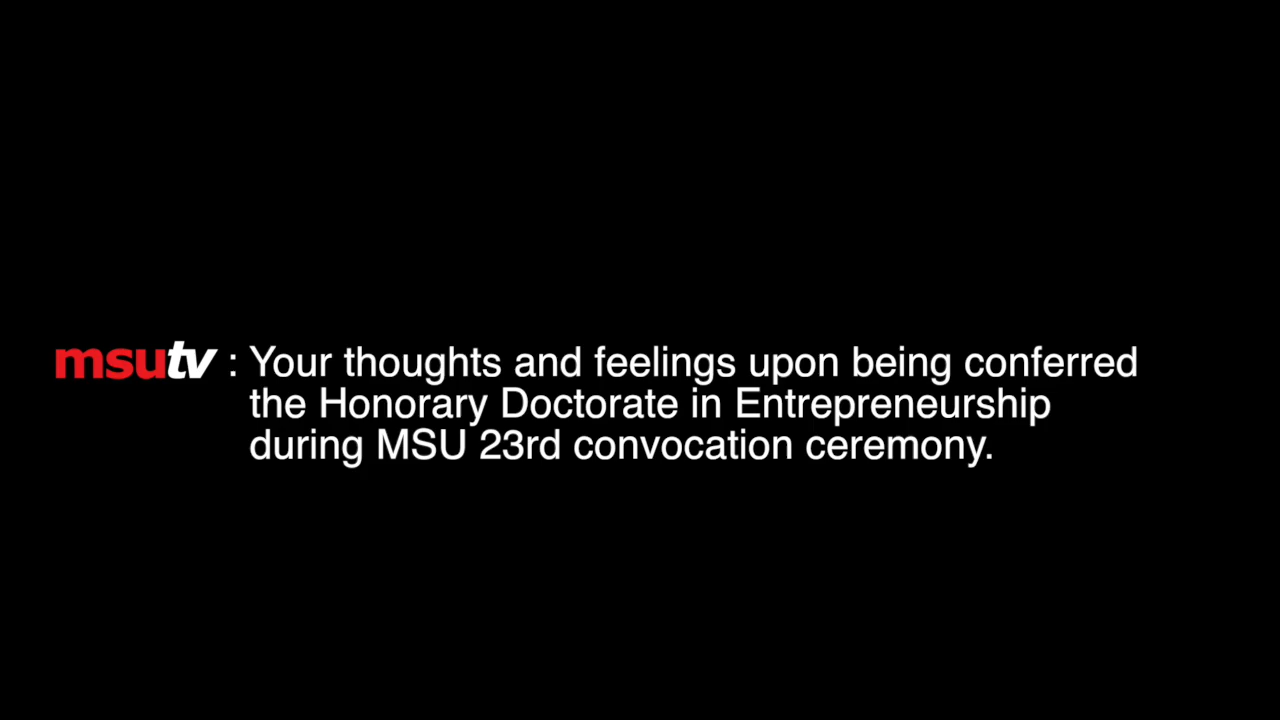 msutv : Your thoughts and feelings upon being conferred
the Honorary Doctorate in Entrepreneurship
during MSU 23rd convocation ceremony.